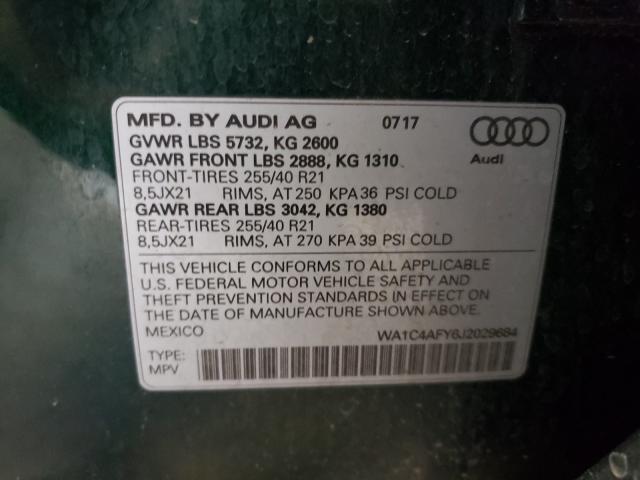 MFD. BY AUDI AG 0717
GVWR LBS 5732, KG 2600
GAWR FRONT LBS 2888, KG 1310
FRONT-TIRES 255/40 R21
8,5JX21 RIMS, AT 250 KPA 36 PSI COLD
GAWR REAR LBS 3042, KG 1380
REAR-TIRES 255/40 R21
8,5JX21 RIMS, AT 270 KPA 39 PSI COLD
Audi
THIS VEHICLE CONFORMS TO ALL APPLICABLE
U.S. FEDERAL MOTOR VEHICLE SAFETY AND
THEFT PREVENTION STANDARDS IN EFFECT ON
THE DATE OF MANUFACTURE SHOWN ABOVE.
MEXICO WA1C4AFY6J2029684
TYPE:
MPV